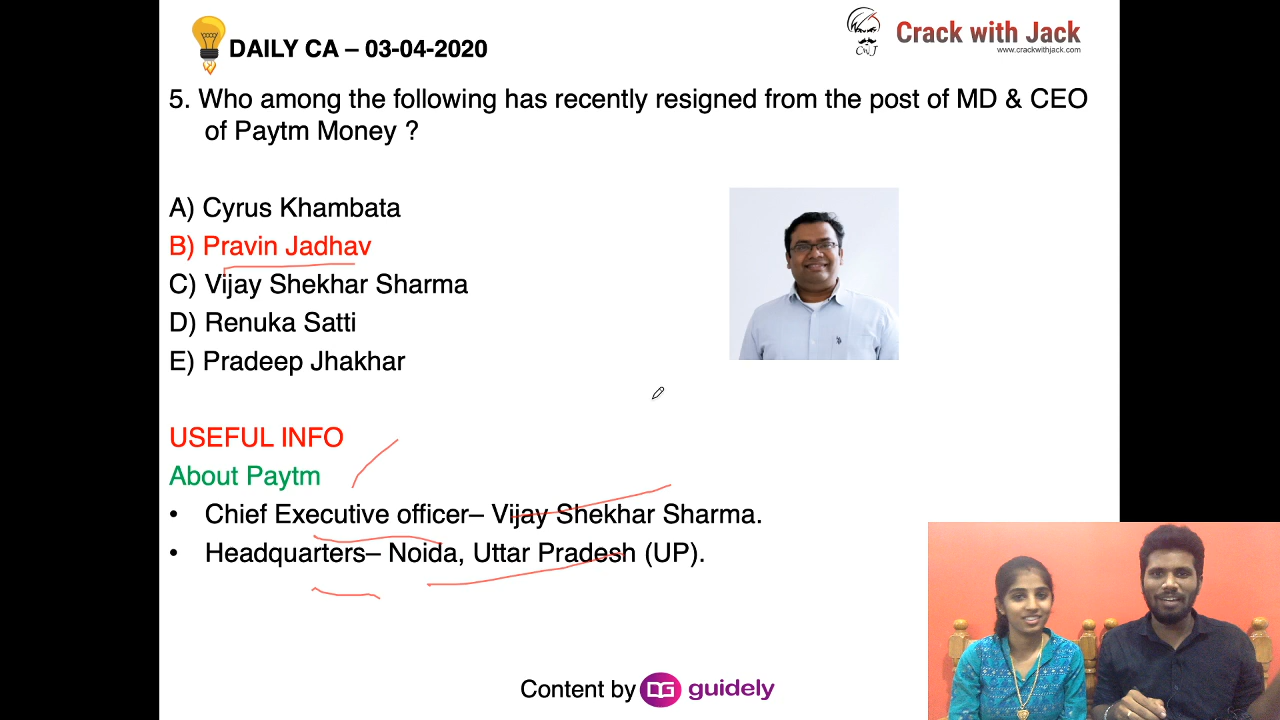 DAILY CA – 03-04-2020
Crack with Jack
www.crackwithjack.com
CWJ
5. Who among the following has recently resigned from the post of MD & CEO
of Paytm Money ?
A) Cyrus Khambata
B) Pravin Jadhav
C) Vijay Shekhar Sharma
D) Renuka Satti
E) Pradeep Jhakhar
USEFUL INFO
About Paytm
• Chief Executive officer– Vijay Shekhar Sharma.
• Headquarters– Noida, Uttar Pradesh (UP).
Content by DG guidely